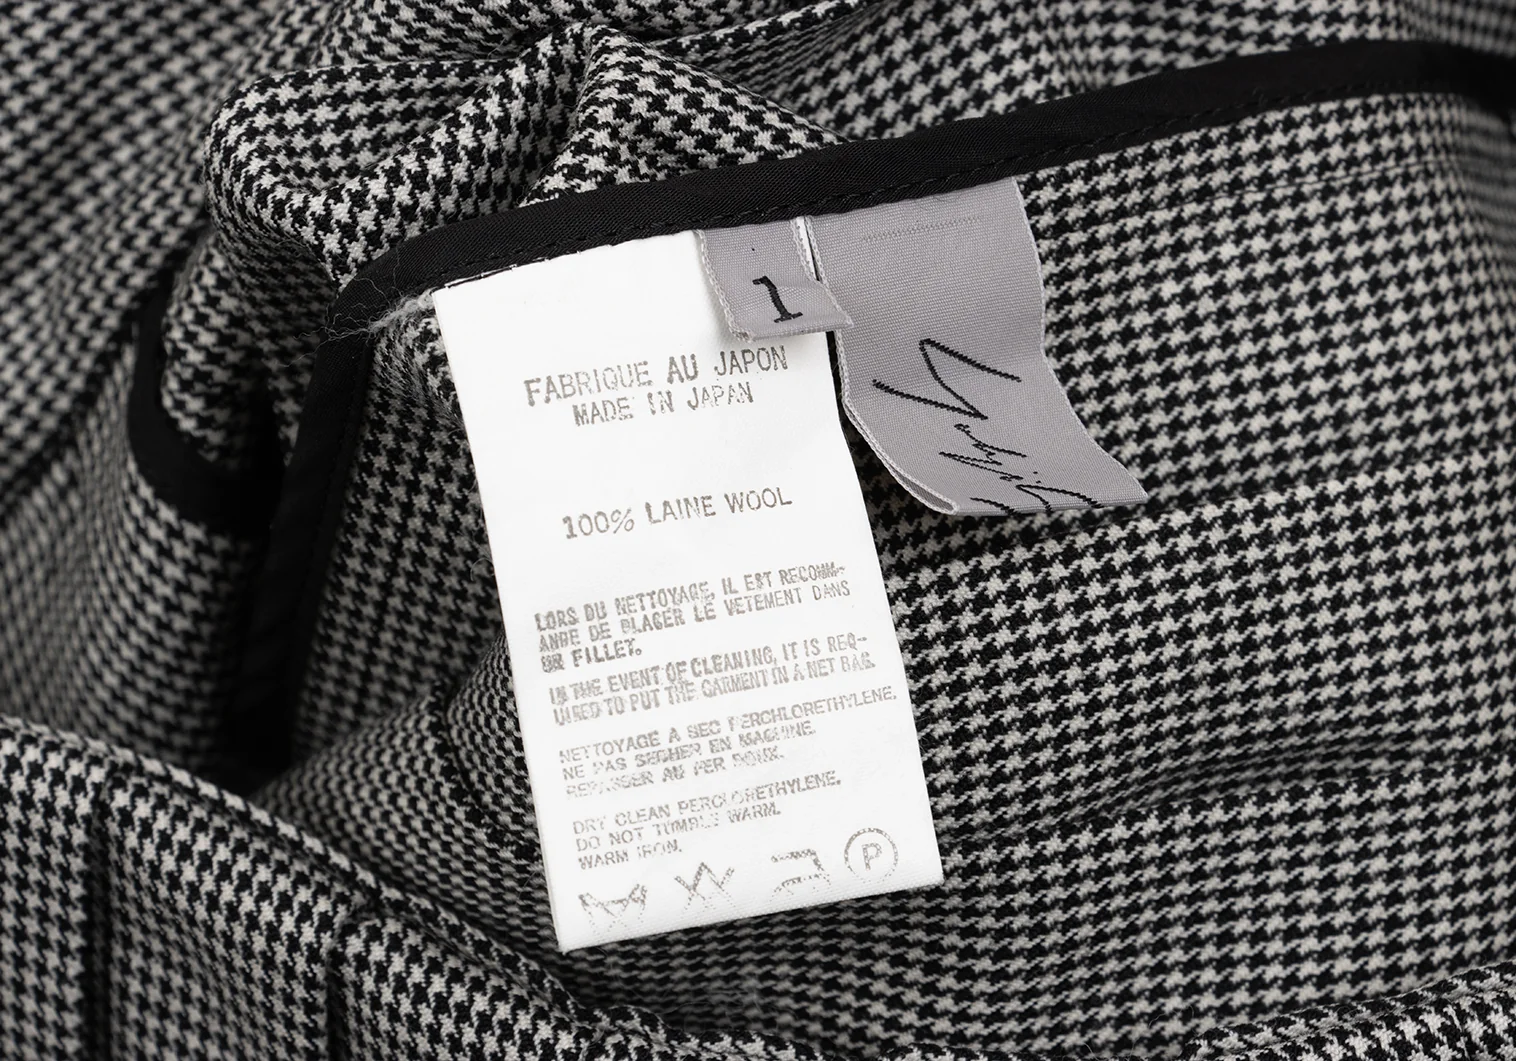 1
FABRIQUE AU JAPON
MADE IN JAPAN
100% LAINE WOOL
LORS DU NETTOYAGE, IL EST RECOMM-
ANDE DE PLACER LE VETEMENT DANS
UR FILLET.
IN THE EVENT OF CLEANING, IT IS REQ-
UIRED TO PUT THE GARMENT IN A NET BAG.
NETTOYAGE A SEC PERCHLORETHYLENE.
NE PAS SECHER EN MACHINE.
REPASSER AU FER DOUX.
DRY CLEAN PERCLORETHYLENE.
DO NOT TUMBLE WARM.
WARM IRON.
P